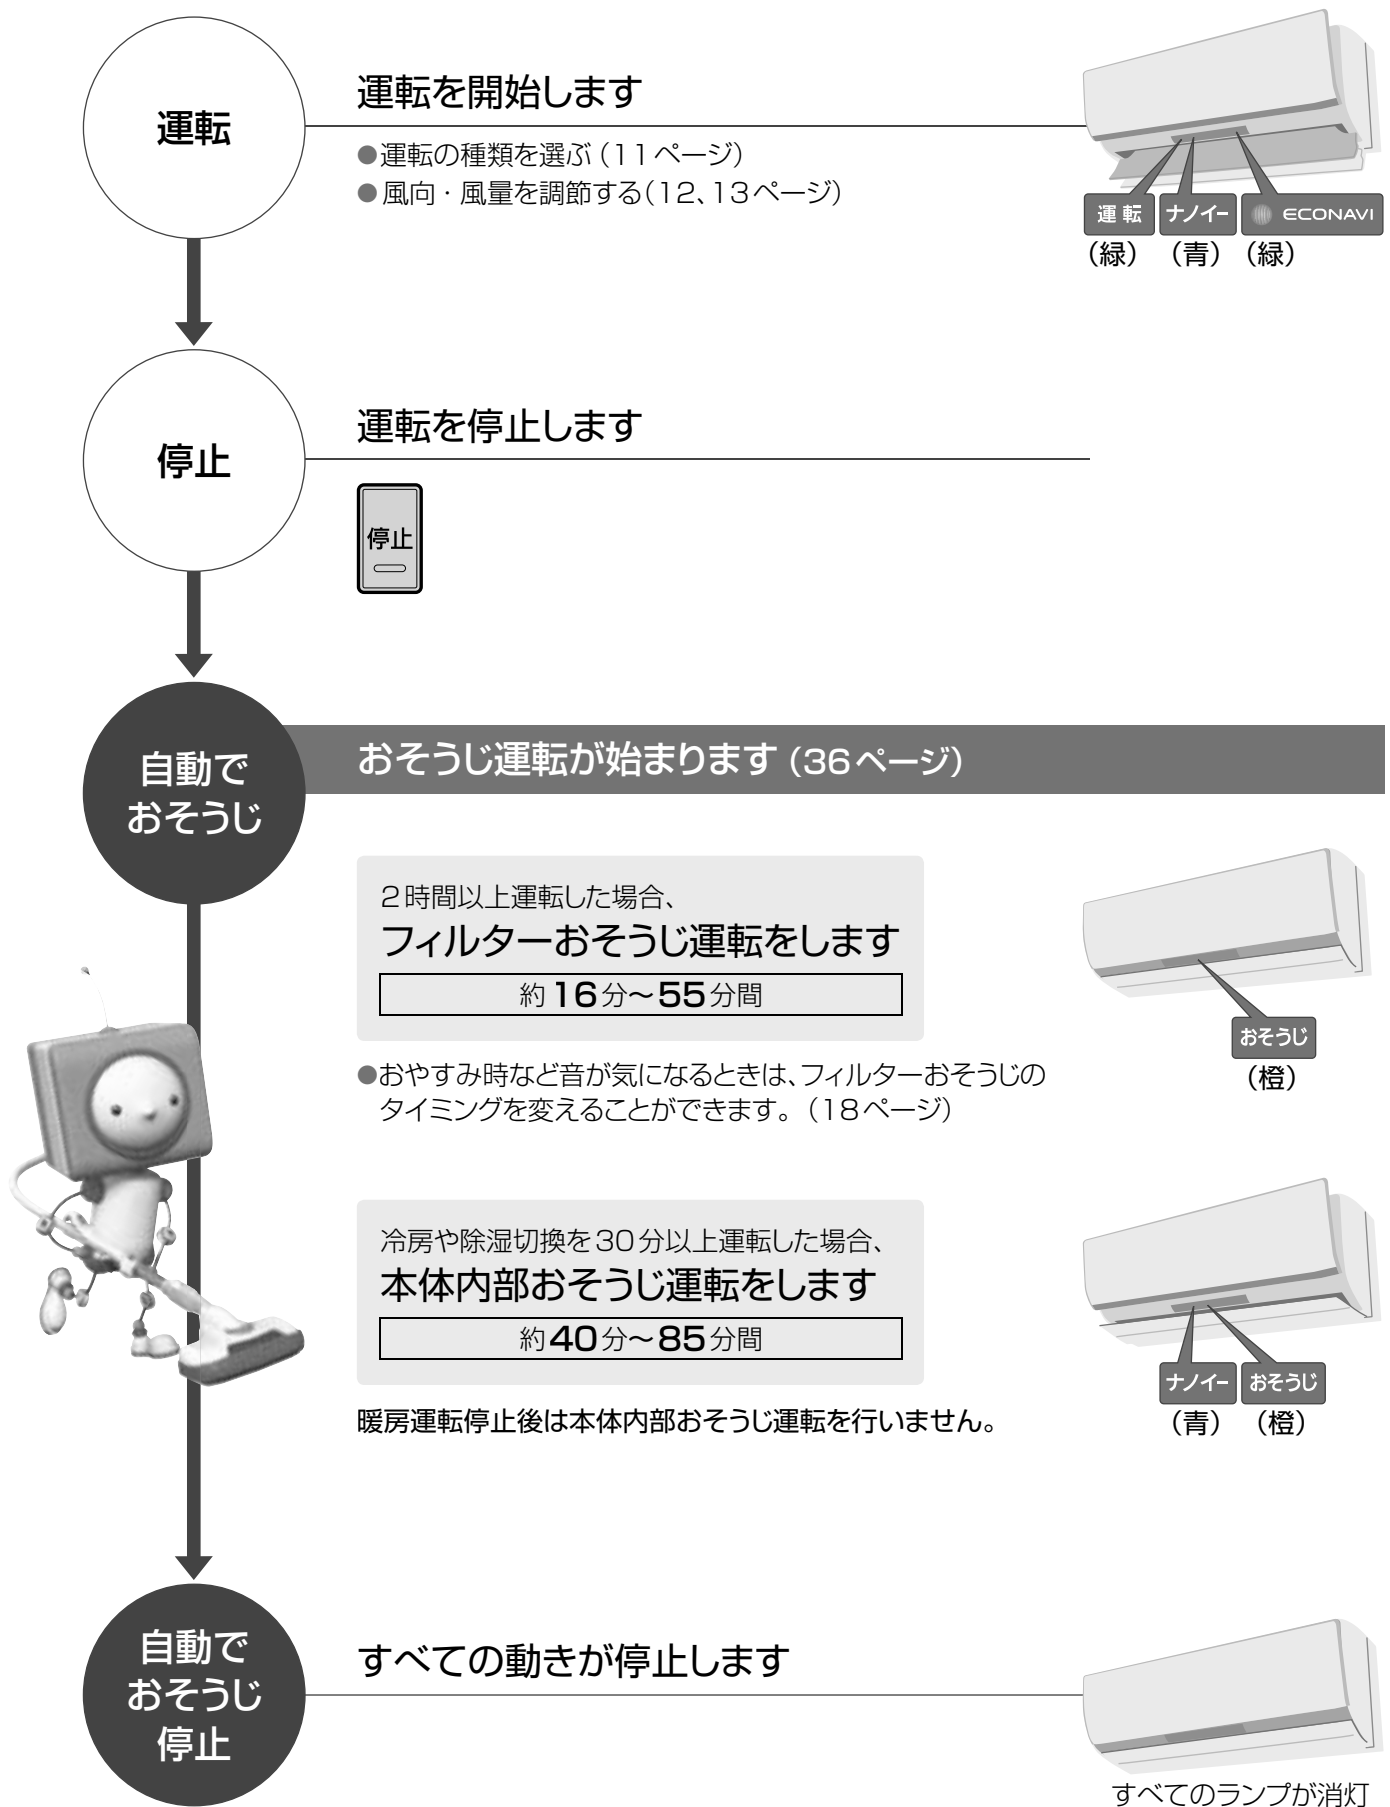 運転
運転を開始します
●運転の種類を選ぶ（11ページ）
●風向・風量を調節する（12、13ページ）
運転 ナノイー ECONAVI
（緑） （青） （緑）
停止
運転を停止します
停止
自動で
おそうじ
おそうじ運転が始まります（36ページ）
2時間以上運転した場合、
フィルターおそうじ運転をします
約16分～55分間
おそうじ
（橙）
●おやすみ時など音が気になるときは、フィルターおそうじの
タイミングを変えることができます。（18ページ）
冷房や除湿切換を30分以上運転した場合、
本体内部おそうじ運転をします
約40分～85分間
ナノイー おそうじ
（青） （橙）
暖房運転停止後は本体内部おそうじ運転を行いません。
自動で
おそうじ
停止
すべての動きが停止します
すべてのランプが消灯